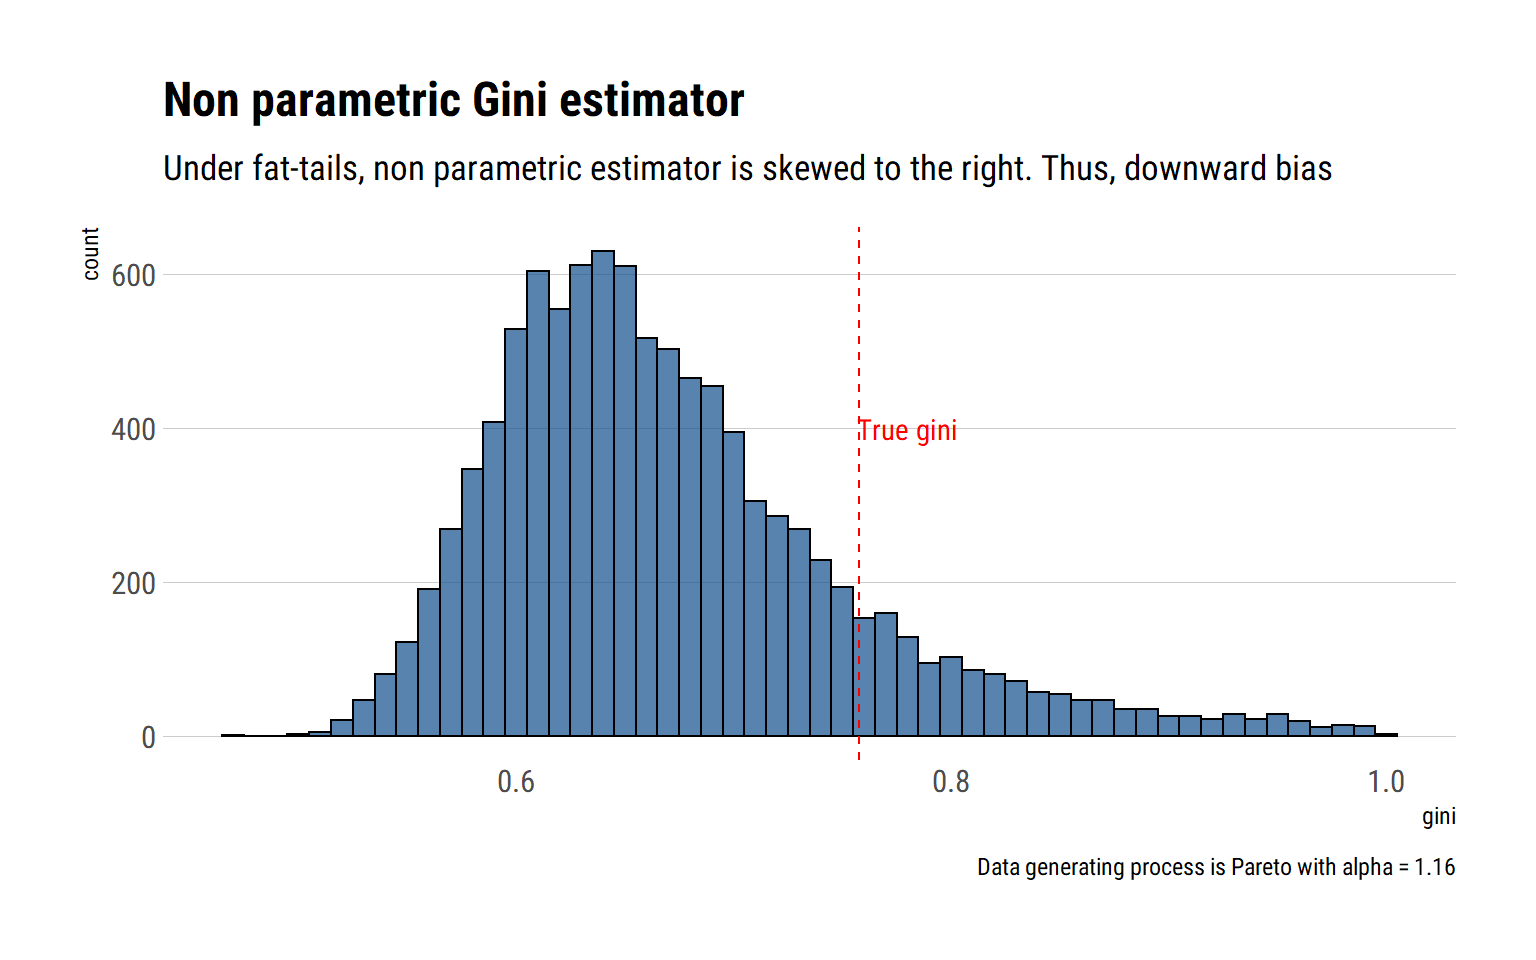 Non parametric Gini estimator
Under fat-tails, non parametric estimator is skewed to the right. Thus, downward bias
count
600
400
200
0
True gini
0.6
0.8
1.0
gini
Data generating process is Pareto with alpha = 1.16